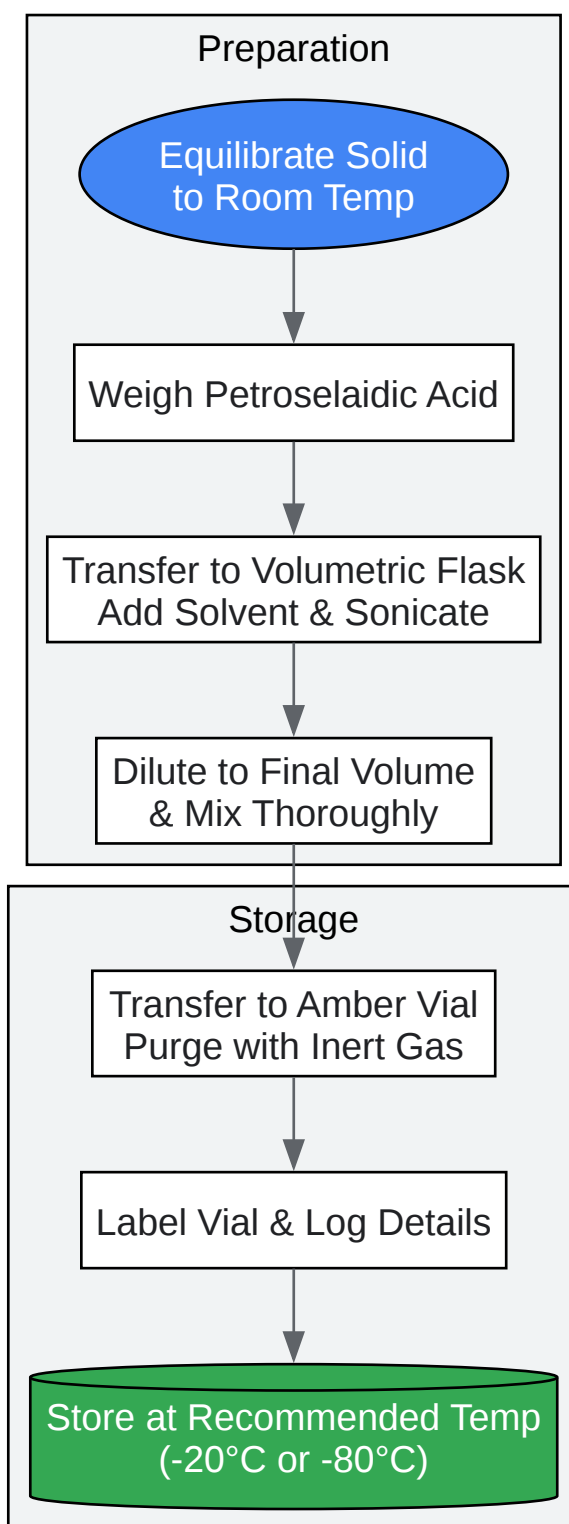 Preparation
Equilibrate Solid
to Room Temp
Weigh Petroselaidic Acid
Transfer to Volumetric Flask
Add Solvent & Sonicate
Dilute to Final Volume
& Mix Thoroughly
Storage
Transfer to Amber Vial
Purge with Inert Gas
Label Vial & Log Details
Store at Recommended Temp
(-20°C or -80°C)